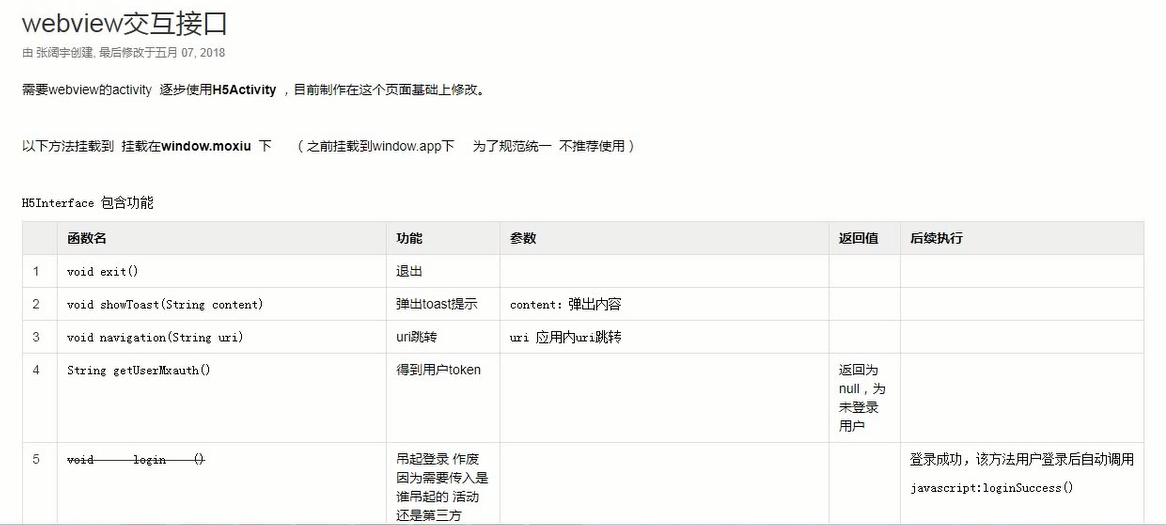 webview交互接口
由 张阔宇创建, 最后修改于五月 07, 2018
需要webview的activity 逐步使用H5Activity ，目前制作在这个页面基础上修改。
以下方法挂载到 挂载在window.moxiu 下 （之前挂载到window.app下 为了规范统一 不推荐使用）
H5Interface 包含功能
函数名 功能 参数 返回值 后续执行
1 void exit() 退出
2 void showToast(String content) 弹出toast提示 content: 弹出内容
3 void navigation(String uri) uri跳转 uri 应用内uri跳转
4 String getUserMxauth() 得到用户token 返回为
null，为
未登录
用户
5 void login () 吊起登录 作废 登录成功，该方法用户登录后自动调用
因为需要传入是
谁吊起的 活动 javascript:loginSuccess()
还是第三方